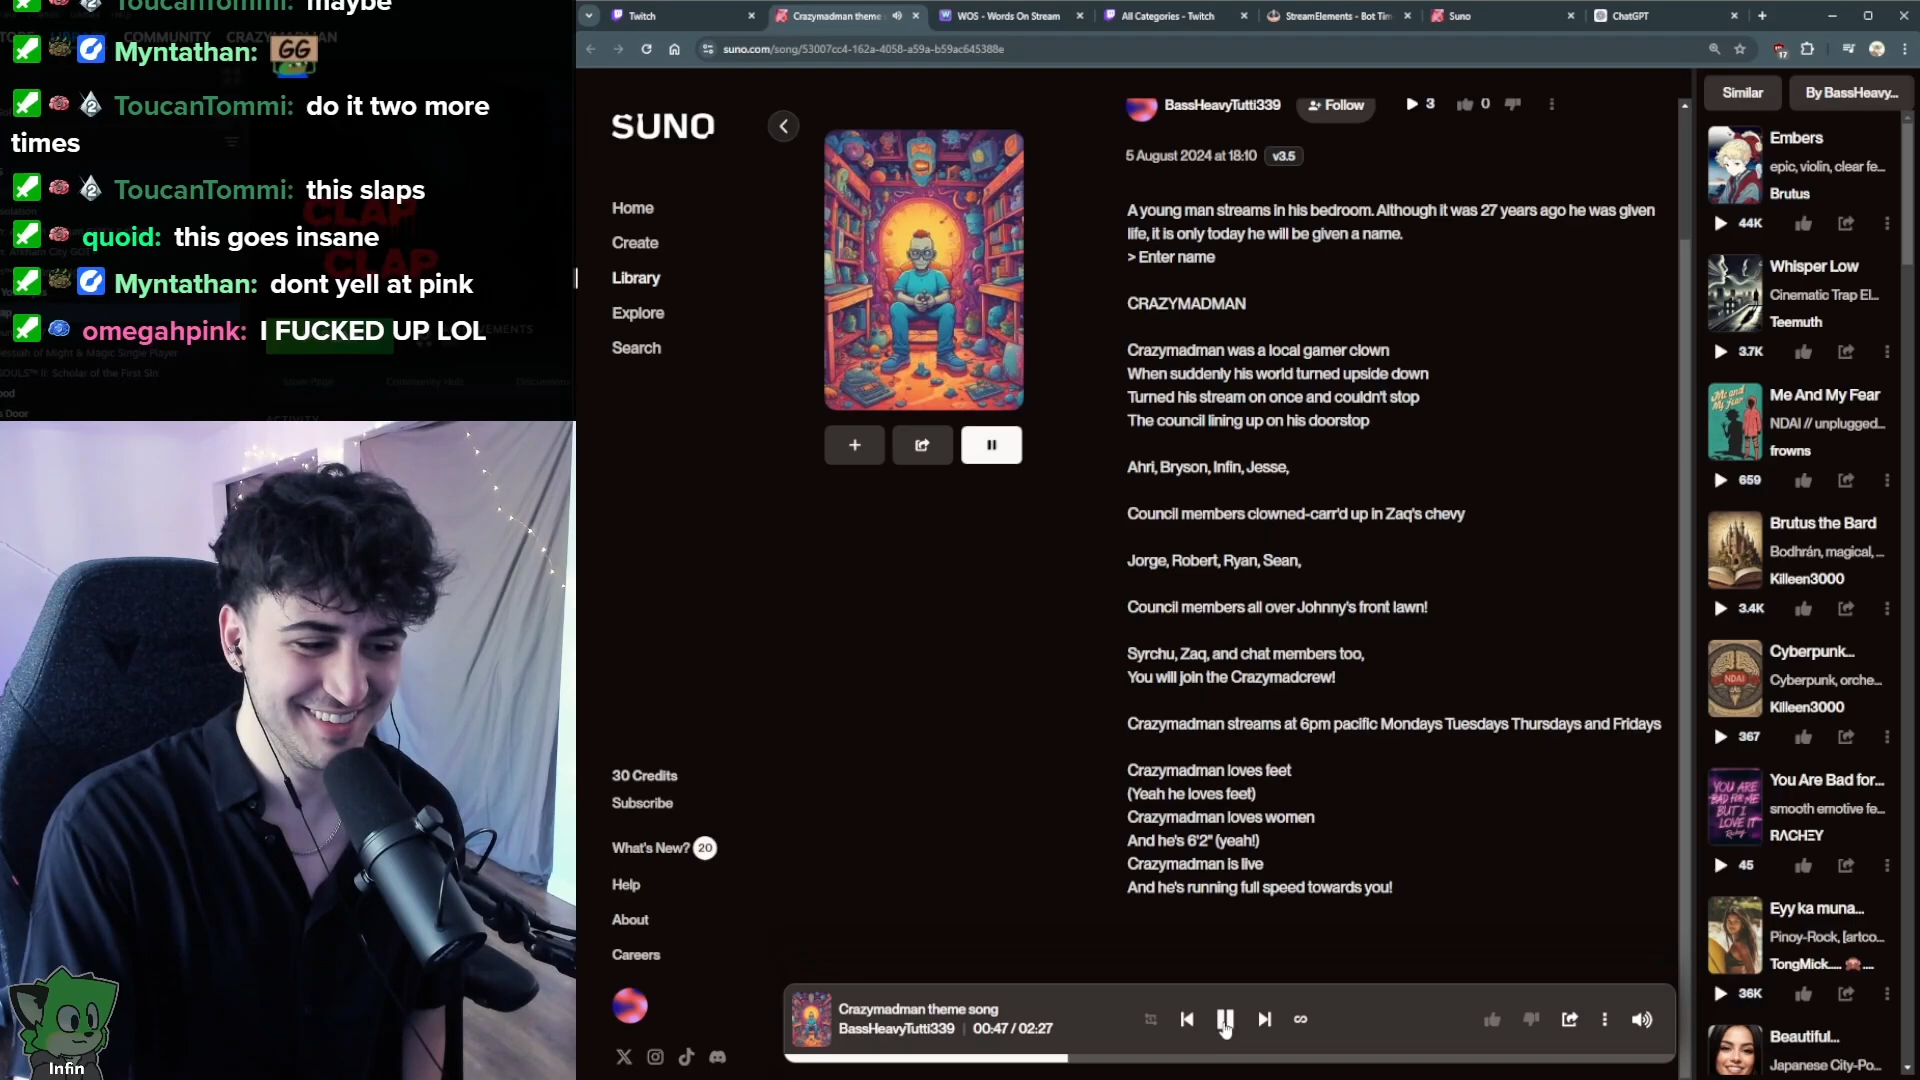 ToucanTommi: maybe
Myntathan: GG
ToucanTommi: do it two more
times
ToucanTommi: this slaps
quoid: this goes insane
Myntathan: dont yell at pink
omegahpink: I FUCKED UP LOL
COMMUNITY
CLAP
CLAP
Store Page
Community Hub
Discussions
ACTIVITY
Infin
Twitch
Crazymadman theme
WOS - Words On Stream
All Categories - Twitch
StreamElements - Bot Tim
Suno
ChatGPT
suno.com/song/53007cc4-162a-4058-a59a-b59ac645388e
17
SUNO
Home
Create
Library
Explore
Search
30 Credits
Subscribe
What's New? 20
Help
About
Careers
BassHeavyTutti339
Follow
3
0
5 August 2024 at 18:10
v3.5
A young man streams in his bedroom. Although it was 27 years ago he was given
life, it is only today he will be given a name.
> Enter name
CRAZYMADMAN
Crazymadman was a local gamer clown
When suddenly his world turned upside down
Turned his stream on once and couldn't stop
The council lining up on his doorstop
Ahri, Bryson, Infin, Jesse,
Council members clowned-carr'd up in Zaq's chevy
Jorge, Robert, Ryan, Sean,
Council members all over Johnny's front lawn!
Syrchu, Zaq, and chat members too,
You will join the Crazymadcrew!
Crazymadman streams at 6pm pacific Mondays Tuesdays Thursdays and Fridays
Crazymadman loves feet
(Yeah he loves feet)
Crazymadman loves women
And he's 6'2" (yeah!)
Crazymadman is live
And he's running full speed towards you!
Crazymadman theme song
BassHeavyTutti339 | 00:47 / 02:27
Similar
By BassHeavy...
Embers
epic, violin, clear fe...
Brutus
44K
Whisper Low
Cinematic Trap El...
Teemuth
3.7K
Me And My Fear
NDAI // unplugged...
frowns
659
Brutus the Bard
Bodhrán, magical, ...
Killeen3000
3.4K
Cyberpunk...
Cyberpunk, orche...
Killeen3000
367
You Are Bad for...
smooth emotive fe...
RΛCHEY
45
Eyy ka muna...
Pinoy-Rock, [artco...
TongMick..... ....
36K
Beautiful...
Japanese City-Po...